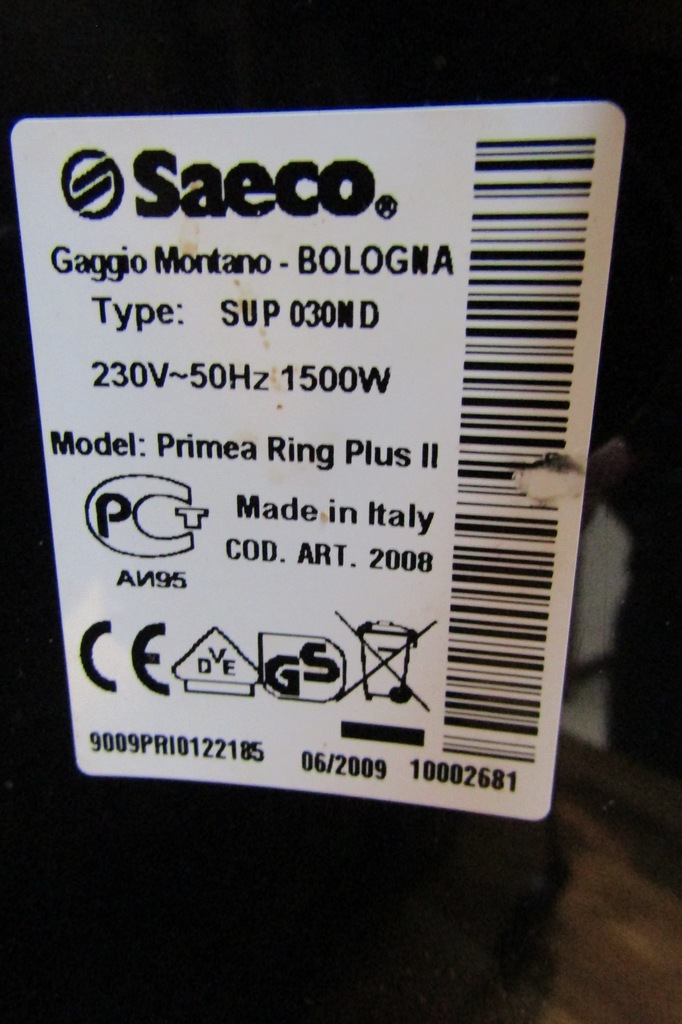 Saeco®
Gaggio Montano - BOLOGNA
Type: SUP 030ND
230V~50Hz 1500W
Model: Primea Ring Plus II
PCT
АИ95
Made in Italy
COD. ART. 2008
CE
DVE
GS
9009PRI0122185
06/2009 10002681